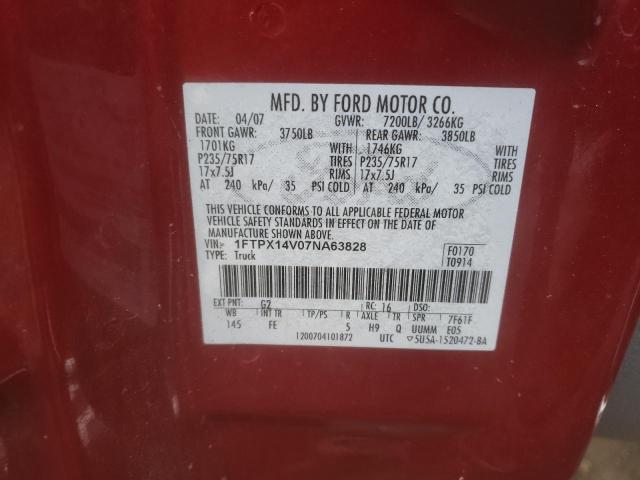 MFD. BY FORD MOTOR CO.
DATE: 04/07 GVWR: 7200LB/ 3266KG
FRONT GAWR: 3750LB REAR GAWR: 3850LB
1701KG WITH 1746KG WITH
P235/75R17 TIRES P235/75R17 TIRES
17x7.5J RIMS 17x7.5J RIMS
AT 240 kPa/ 35 PSI COLD AT 240 kPa/ 35 PSI COLD
THIS VEHICLE CONFORMS TO ALL APPLICABLE FEDERAL MOTOR
VEHICLE SAFETY STANDARDS IN EFFECT ON THE DATE OF
MANUFACTURE SHOWN ABOVE.
VIN: 1FTPX14V07NA63828 F0170
TYPE: Truck T0914
EXT PNT: G2 RC: 16 DSO:
WB INT TR TP/PS R AXLE TR SPR 7F61F
145 FE 5 H9 Q UUMM E05
1200704101872 UTC ▽5U5A-1520472-BA